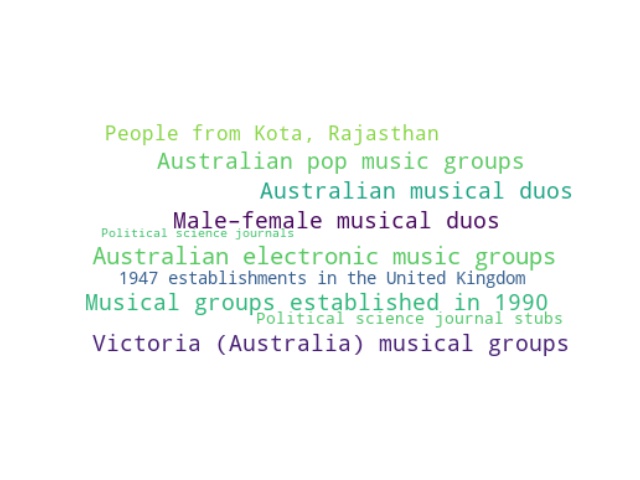 People from Kota, Rajasthan
Australian pop music groups
Australian musical duos
Male–female musical duos
Political science journals
Australian electronic music groups
1947 establishments in the United Kingdom
Musical groups established in 1990
Political science journal stubs
Victoria (Australia) musical groups